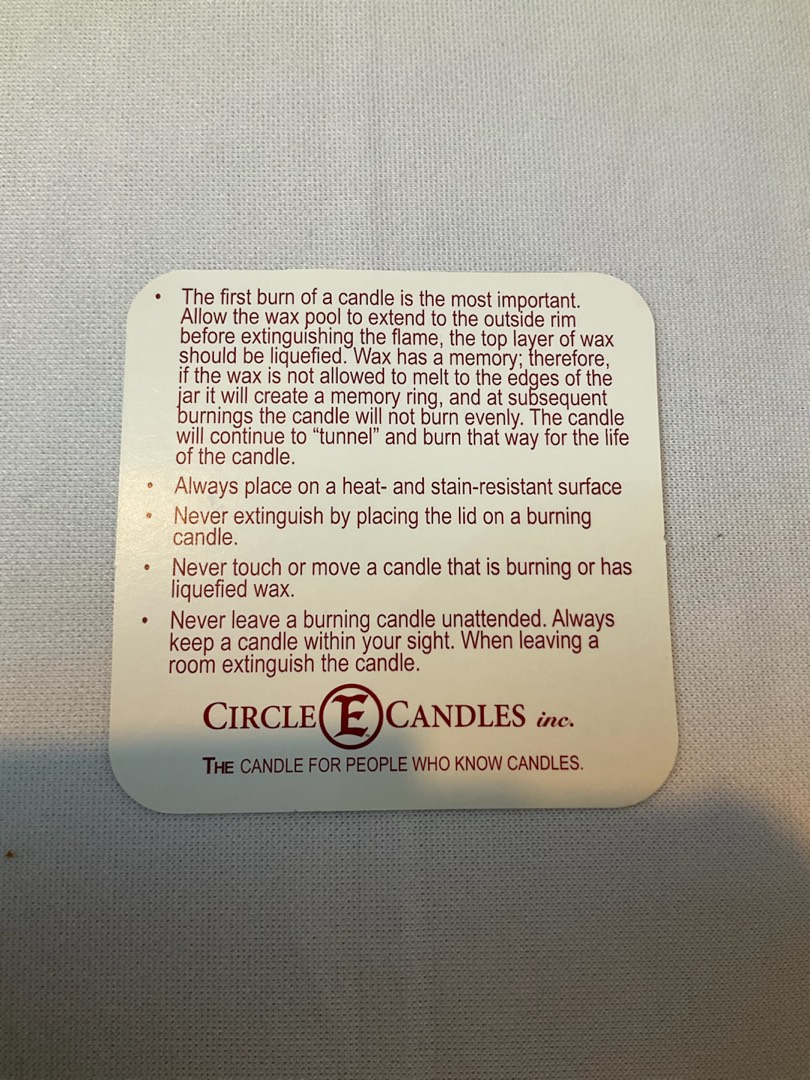 • The first burn of a candle is the most important.
Allow the wax pool to extend to the outside rim
before extinguishing the flame, the top layer of wax
should be liquefied. Wax has a memory; therefore,
if the wax is not allowed to melt to the edges of the
jar it will create a memory ring, and at subsequent
burnings the candle will not burn evenly. The candle
will continue to “tunnel” and burn that way for the life
of the candle.
• Always place on a heat- and stain-resistant surface
• Never extinguish by placing the lid on a burning
candle.
• Never touch or move a candle that is burning or has
liquefied wax.
• Never leave a burning candle unattended. Always
keep a candle within your sight. When leaving a
room extinguish the candle.
CIRCLE E CANDLES inc.
THE CANDLE FOR PEOPLE WHO KNOW CANDLES.